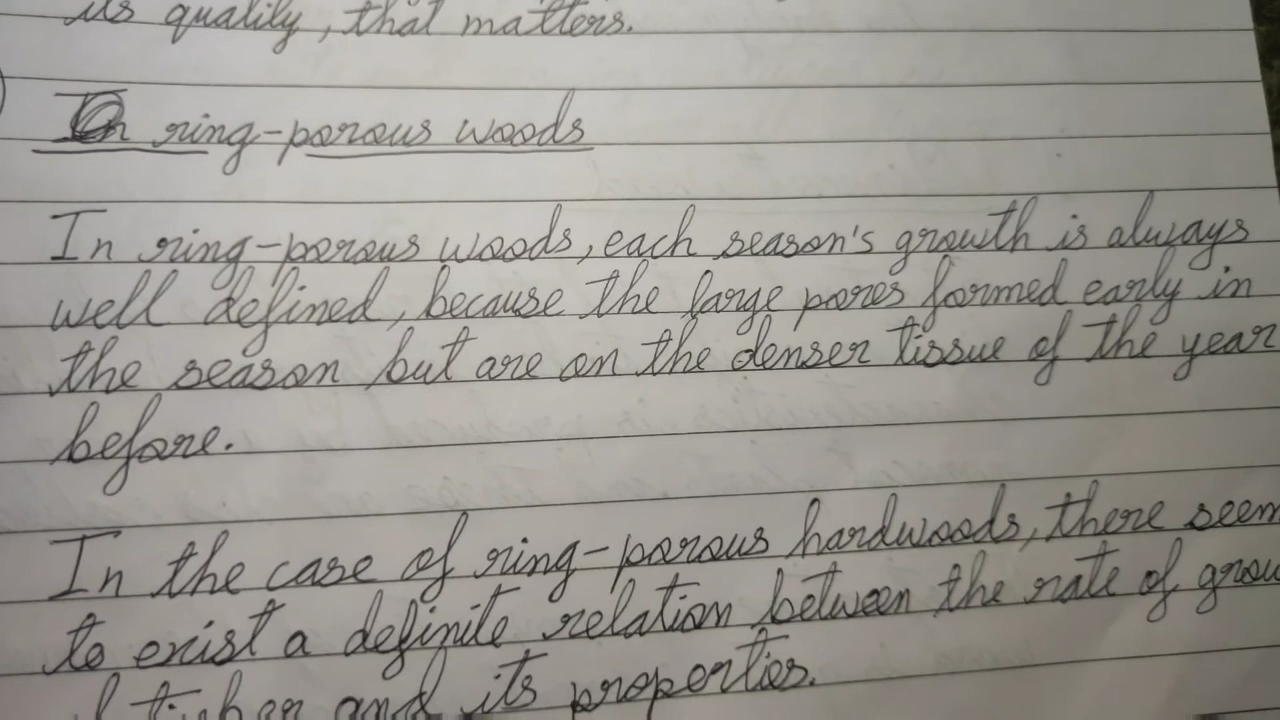 its quality, that matters.
In ring-porous woods
In ring-porous woods, each season's growth is always
well defined, because the large pores formed early in
the season but are on the denser tissue of the year
before.
In the case of ring-porous hardwoods, there seem
to exist a definite relation between the rate of grow
and its properties.